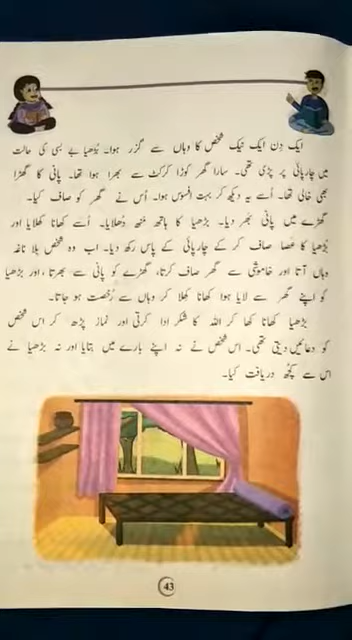 ایک دِن ایک نیک شخص کا وہاں سے گزر ہوا۔ بُڑھیا بے بسی کی حالت
میں چارپائی پر پڑی تھی۔ سارا گھر کوڑا کرکٹ سے بھرا ہوا تھا۔ پانی کا گھڑا
بھی خالی تھا۔ اُسے یہ دیکھ کر بہت افسوس ہوا۔ اُس نے گھر کو صاف کیا۔
گھڑے میں پانی بھر دیا۔ بڑھیا کا ہاتھ منھ دُھلایا۔ اُسے کھانا کھلایا اور
بُڑھیا کا عصا صاف کر کے چارپائی کے پاس رکھ دیا۔ اب وہ شخص بلا ناغہ
وہاں آتا اور خاموشی سے گھر صاف کرتا، گھڑے کو پانی سے بھرتا، اور بڑھیا
کو اپنے گھر سے لایا ہوا کھانا کھلا کر وہاں سے رُخصت ہو جاتا۔
بڑھیا کھانا کھا کر اللہ کا شکر ادا کرتی اور نماز پڑھ کر اس شخص
کو دعائیں دیتی تھی۔ اس شخص نے نہ اپنے بارے میں بتایا اور نہ بڑھیا نے
اس سے کچھ دریافت کیا۔
43